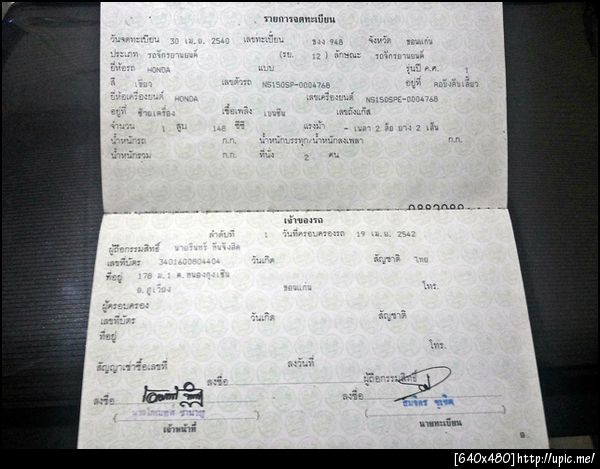 รายการจดทะเบียน
วันจดทะเบียน 30 เม.ย. 2540 เลขทะเบียน ขงง 948 จังหวัด ขอนแก่น
ประเภท รถจักรยานยนต์ (รย. 12) ลักษณะ รถจักรยานยนต์
ยี่ห้อรถ HONDA แบบ รุ่นปี ค.ศ. 1
สี เขียว เลขตัวรถ NS150SP-0004768 อยู่ที่ คอบังคับเลี้ยว
ยี่ห้อเครื่องยนต์ HONDA เลขเครื่องยนต์ NS150SPE-0004768
อยู่ที่ ซ้ายเครื่อง เชื้อเพลิง เบนซิน เลขถังแก๊ส
จำนวน 1 สูบ 148 ซีซี แรงม้า - เพลา 2 ล้อ ยาง 2 เส้น
น้ำหนักรถ ก.ก. น้ำหนักบรรทุก/น้ำหนักลงเพลา ก.ก.
น้ำหนักรวม ก.ก. ที่นั่ง 2 คน
เจ้าของรถ
ลำดับที่ 1 วันที่ครอบครองรถ 19 เม.ย. 2542
ผู้ถือกรรมสิทธิ์
เลขที่บัตร 3401600804404 วันเกิด สัญชาติ ไทย
ที่อยู่ 178 ม.1 ต.หนองกุงเซิน
อ.ภูเวียง ขอนแก่น โทร.
ผู้ครอบครอง
เลขที่บัตร วันเกิด สัญชาติ
ที่อยู่
โทร.
สัญญาเช่าซื้อเลขที่ ลงวันที่
ลงชื่อ ผู้ถือกรรมสิทธิ์
ลงชื่อ ลงชื่อ
เจ้าหน้าที่ นายทะเบียน
[640x480]http://upic.me/